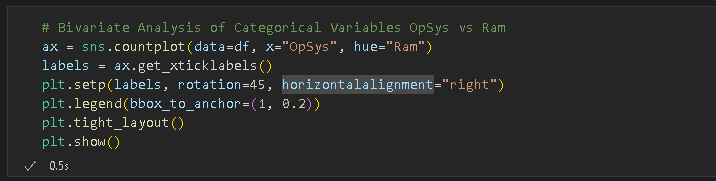 # Bivariate Analysis of Categorical Variables OpSys vs Ram
ax = sns.countplot(data=df, x="OpSys", hue="Ram")
labels = ax.get_xticklabels()
plt.setp(labels, rotation=45, horizontalalignment="right")
plt.legend(bbox_to_anchor=(1, 0.2))
plt.tight_layout()
plt.show()
0.5s